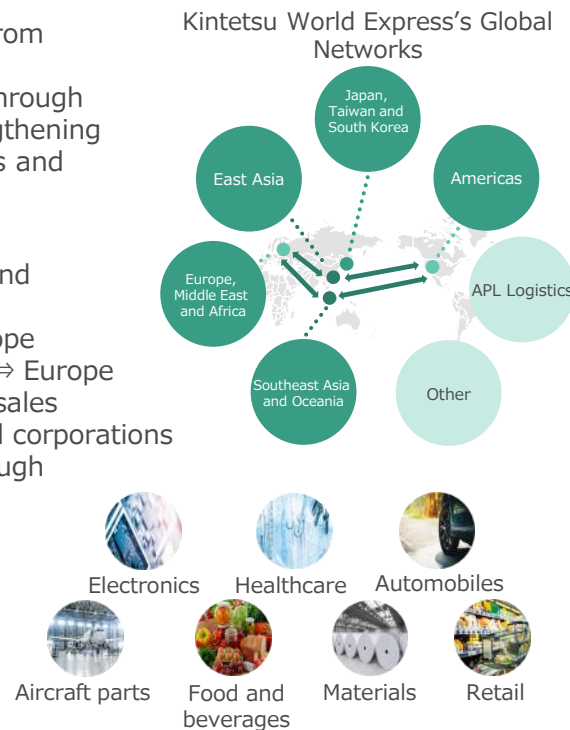 rom
hrough
gthening
s and
nd
ope
⇒ Europe
sales
l corporations
ugh
Kintetsu World Express's Global
Networks
Japan,
Taiwan and
South Korea
East Asia
Americas
Europe,
Middle East
and Africa
APL Logistics
Southeast Asia
and Oceania
Other
Electronics
Healthcare
Automobiles
Aircraft parts
Food and
beverages
Materials
Retail